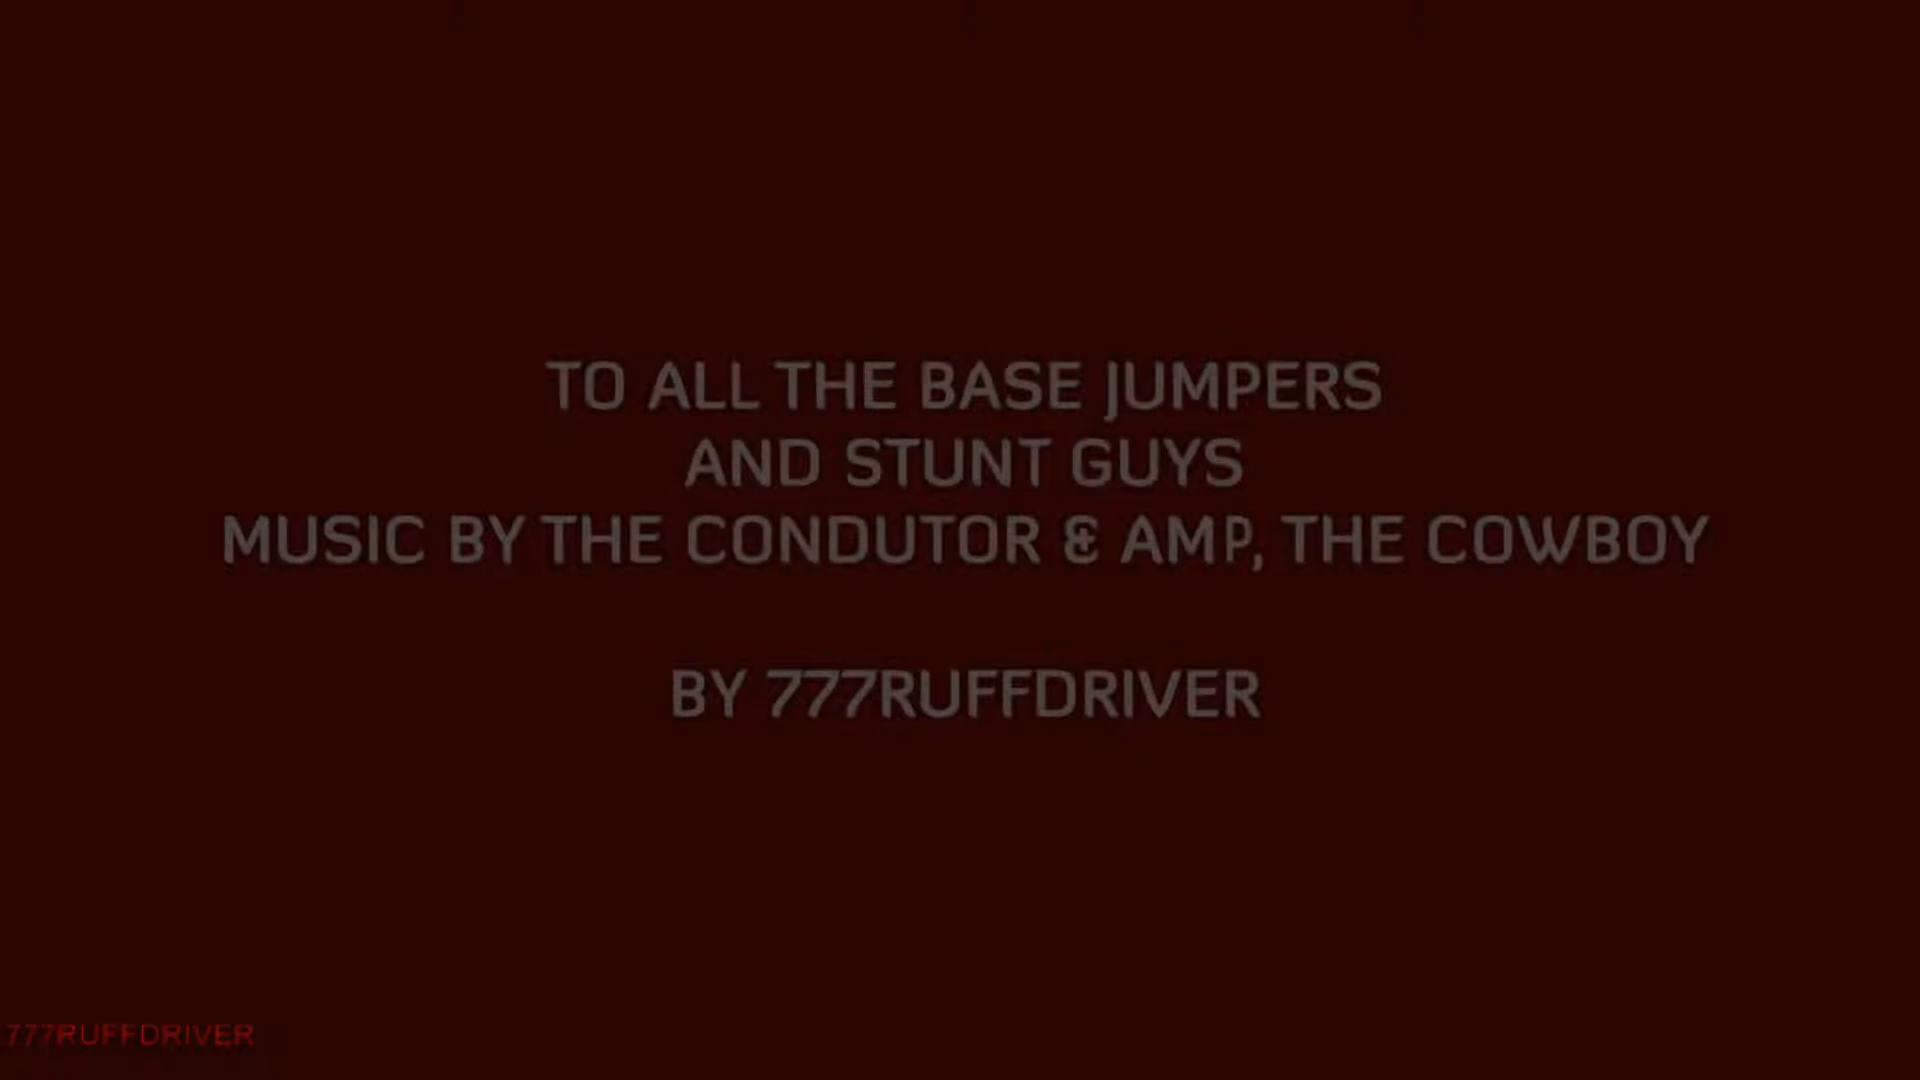 TO ALL THE BASE JUMPERS
AND STUNT GUYS
MUSIC BY THE CONDUTOR & AMP, THE COWBOY
BY 777RUFFDRIVER
777RUFFDRIVER